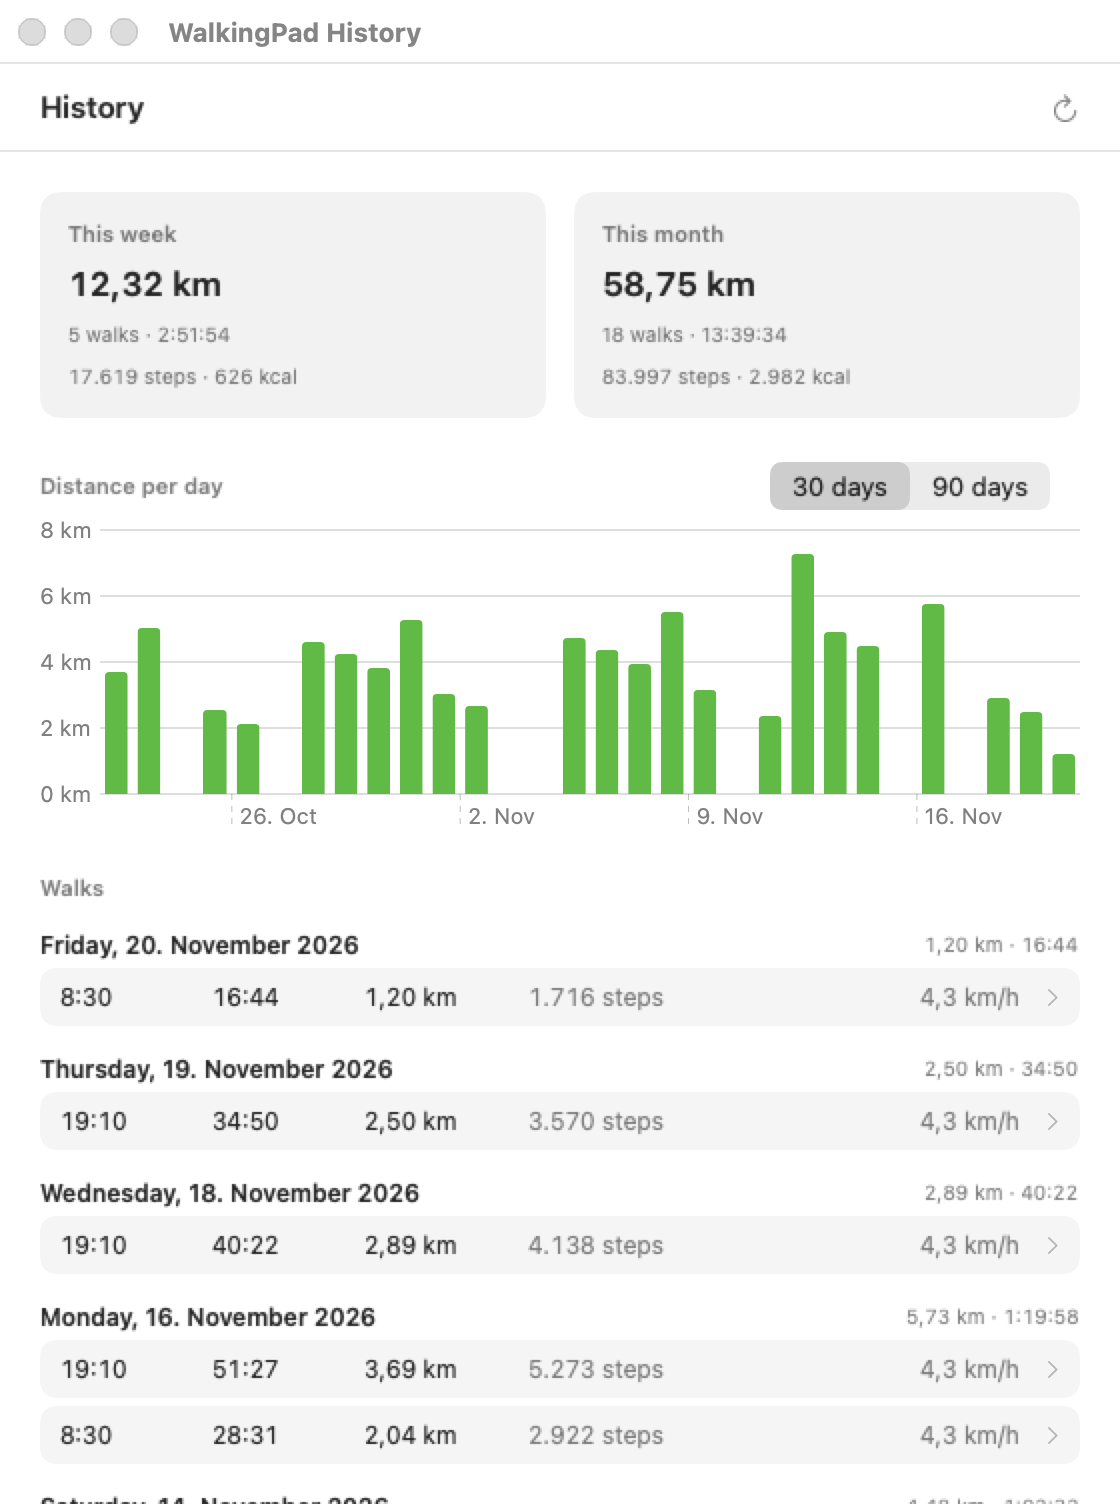 WalkingPad History
History
This week
12,32 km
5 walks · 2:51:54
17.619 steps · 626 kcal
This month
58,75 km
18 walks · 13:39:34
83.997 steps · 2.982 kcal
Distance per day
30 days 90 days
8 km
6 km
4 km
2 km
0 km
26. Oct 2. Nov 9. Nov 16. Nov
Walks
Friday, 20. November 2026 1,20 km · 16:44
8:30 16:44 1,20 km 1.716 steps 4,3 km/h
Thursday, 19. November 2026 2,50 km · 34:50
19:10 34:50 2,50 km 3.570 steps 4,3 km/h
Wednesday, 18. November 2026 2,89 km · 40:22
19:10 40:22 2,89 km 4.138 steps 4,3 km/h
Monday, 16. November 2026 5,73 km · 1:19:58
19:10 51:27 3,69 km 5.273 steps 4,3 km/h
8:30 28:31 2,04 km 2.922 steps 4,3 km/h